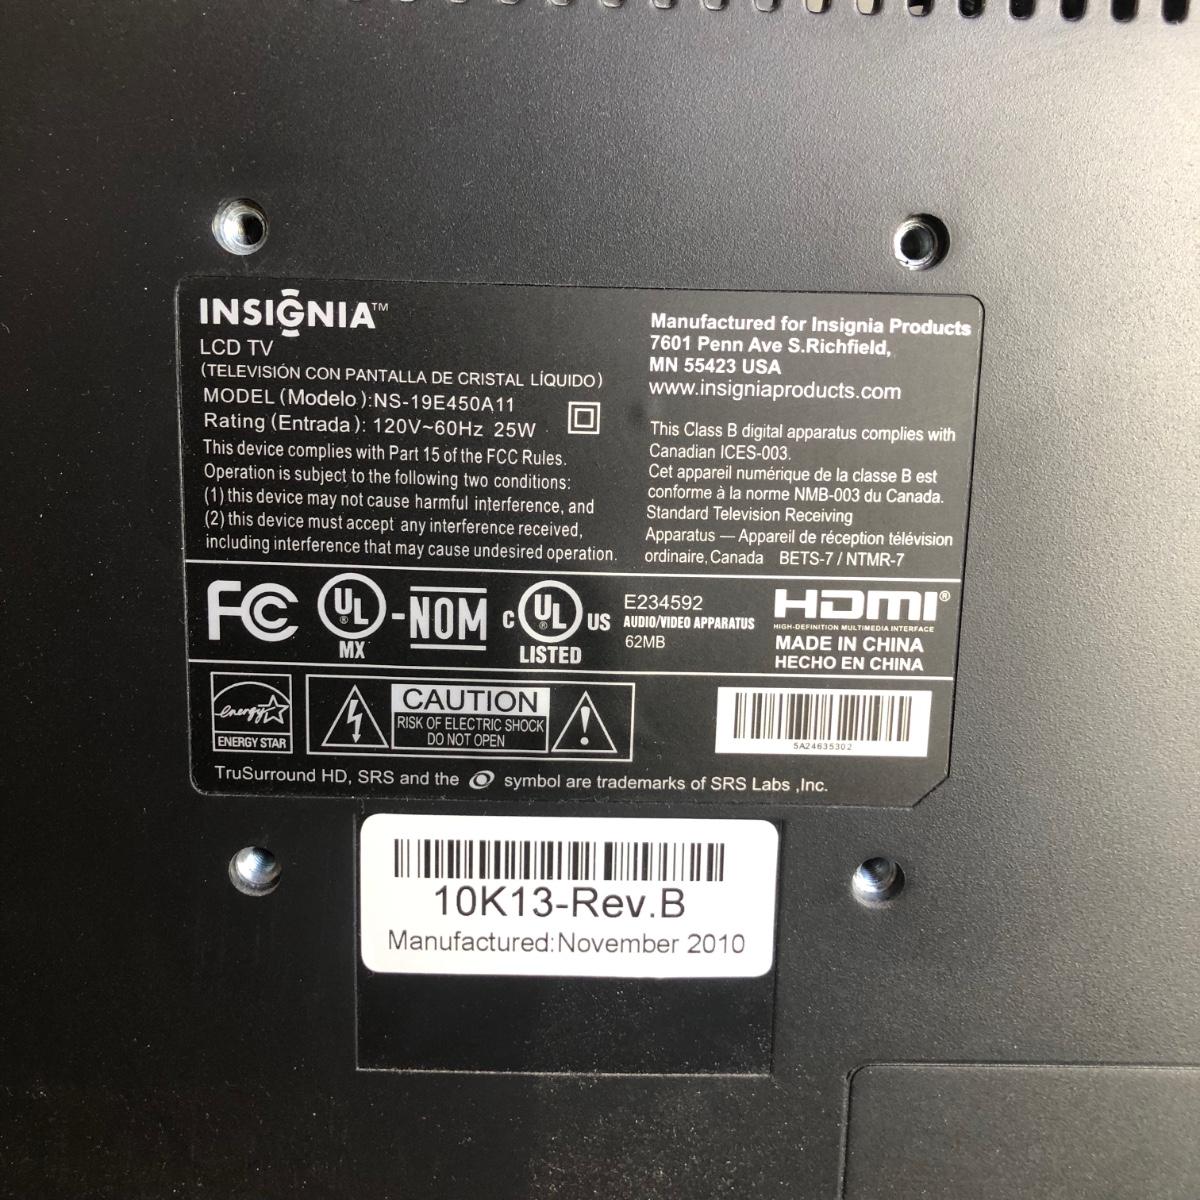 INSIGNIA™
LCD TV
(TELEVISIÓN CON PANTALLA DE CRISTAL LÍQUIDO)
MODEL (Modelo):NS-19E450A11
Rating (Entrada): 120V~60Hz 25W
This device complies with Part 15 of the FCC Rules.
Operation is subject to the following two conditions:
(1) this device may not cause harmful interference, and
(2) this device must accept any interference received,
including interference that may cause undesired operation.
Manufactured for Insignia Products
7601 Penn Ave S.Richfield,
MN 55423 USA
www.insigniaproducts.com
This Class B digital apparatus complies with
Canadian ICES-003.
Cet appareil numérique de la classe B est
conforme à la norme NMB-003 du Canada.
Standard Television Receiving
Apparatus — Appareil de réception télévision
ordinaire, Canada BETS-7 / NTMR-7
FC
UL ®
MX
-NOM
C UL ® US
LISTED
E234592
AUDIO/VIDEO APPARATUS
62MB
HDMI®
HIGH-DEFINITION MULTIMEDIA INTERFACE
MADE IN CHINA
HECHO EN CHINA
energy
ENERGY STAR
CAUTION
RISK OF ELECTRIC SHOCK
DO NOT OPEN
!
5A24635302
TruSurround HD, SRS and the symbol are trademarks of SRS Labs ,Inc.
10K13-Rev.B
Manufactured:November 2010